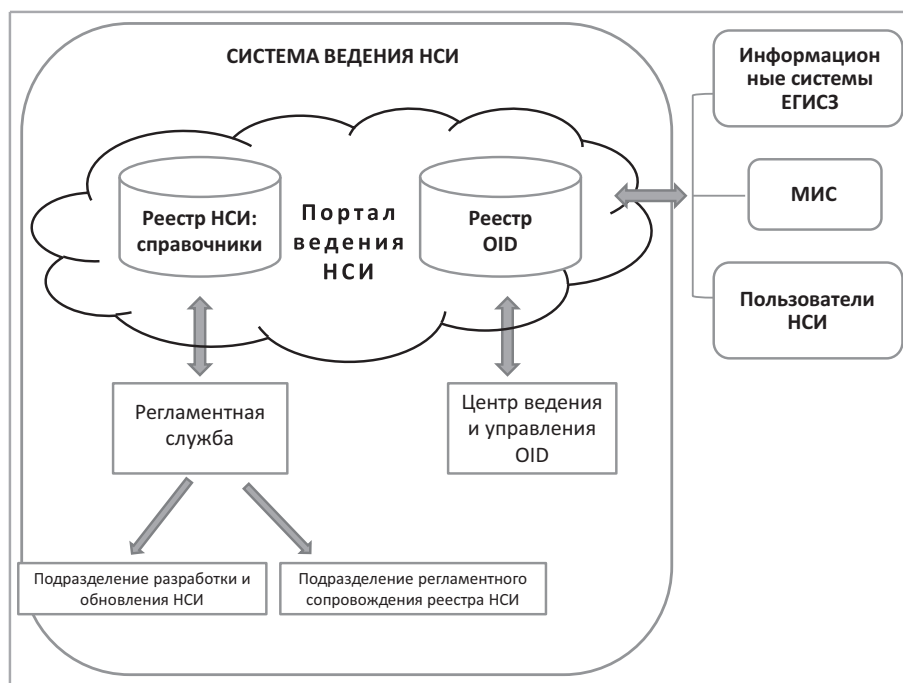 СИСТЕМА ВЕДЕНИЯ НСИ
Реестр НСИ:
справочники
Портал
ведения
НСИ
Реестр
OID
Информацион
ные системы
ЕГИСЗ
МИС
Пользователи
НСИ
Регламентная
служба
Центр ведения
и управления
OID
Подразделение разработки и
обновления НСИ
Подразделение регламентного
сопровождения реестра НСИ